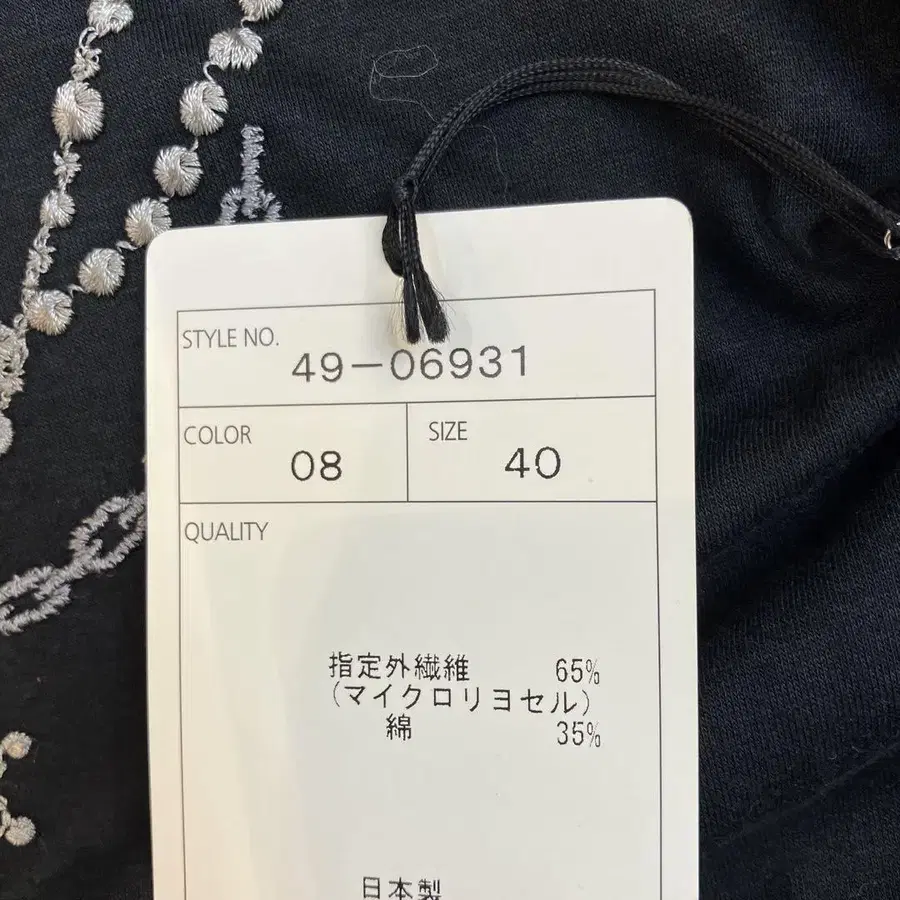 STYLE NO.
49-06931
COLOR
08
SIZE
40
QUALITY
指定外繊維 65%
(マイクロリヨセル)
綿 35%
日本製